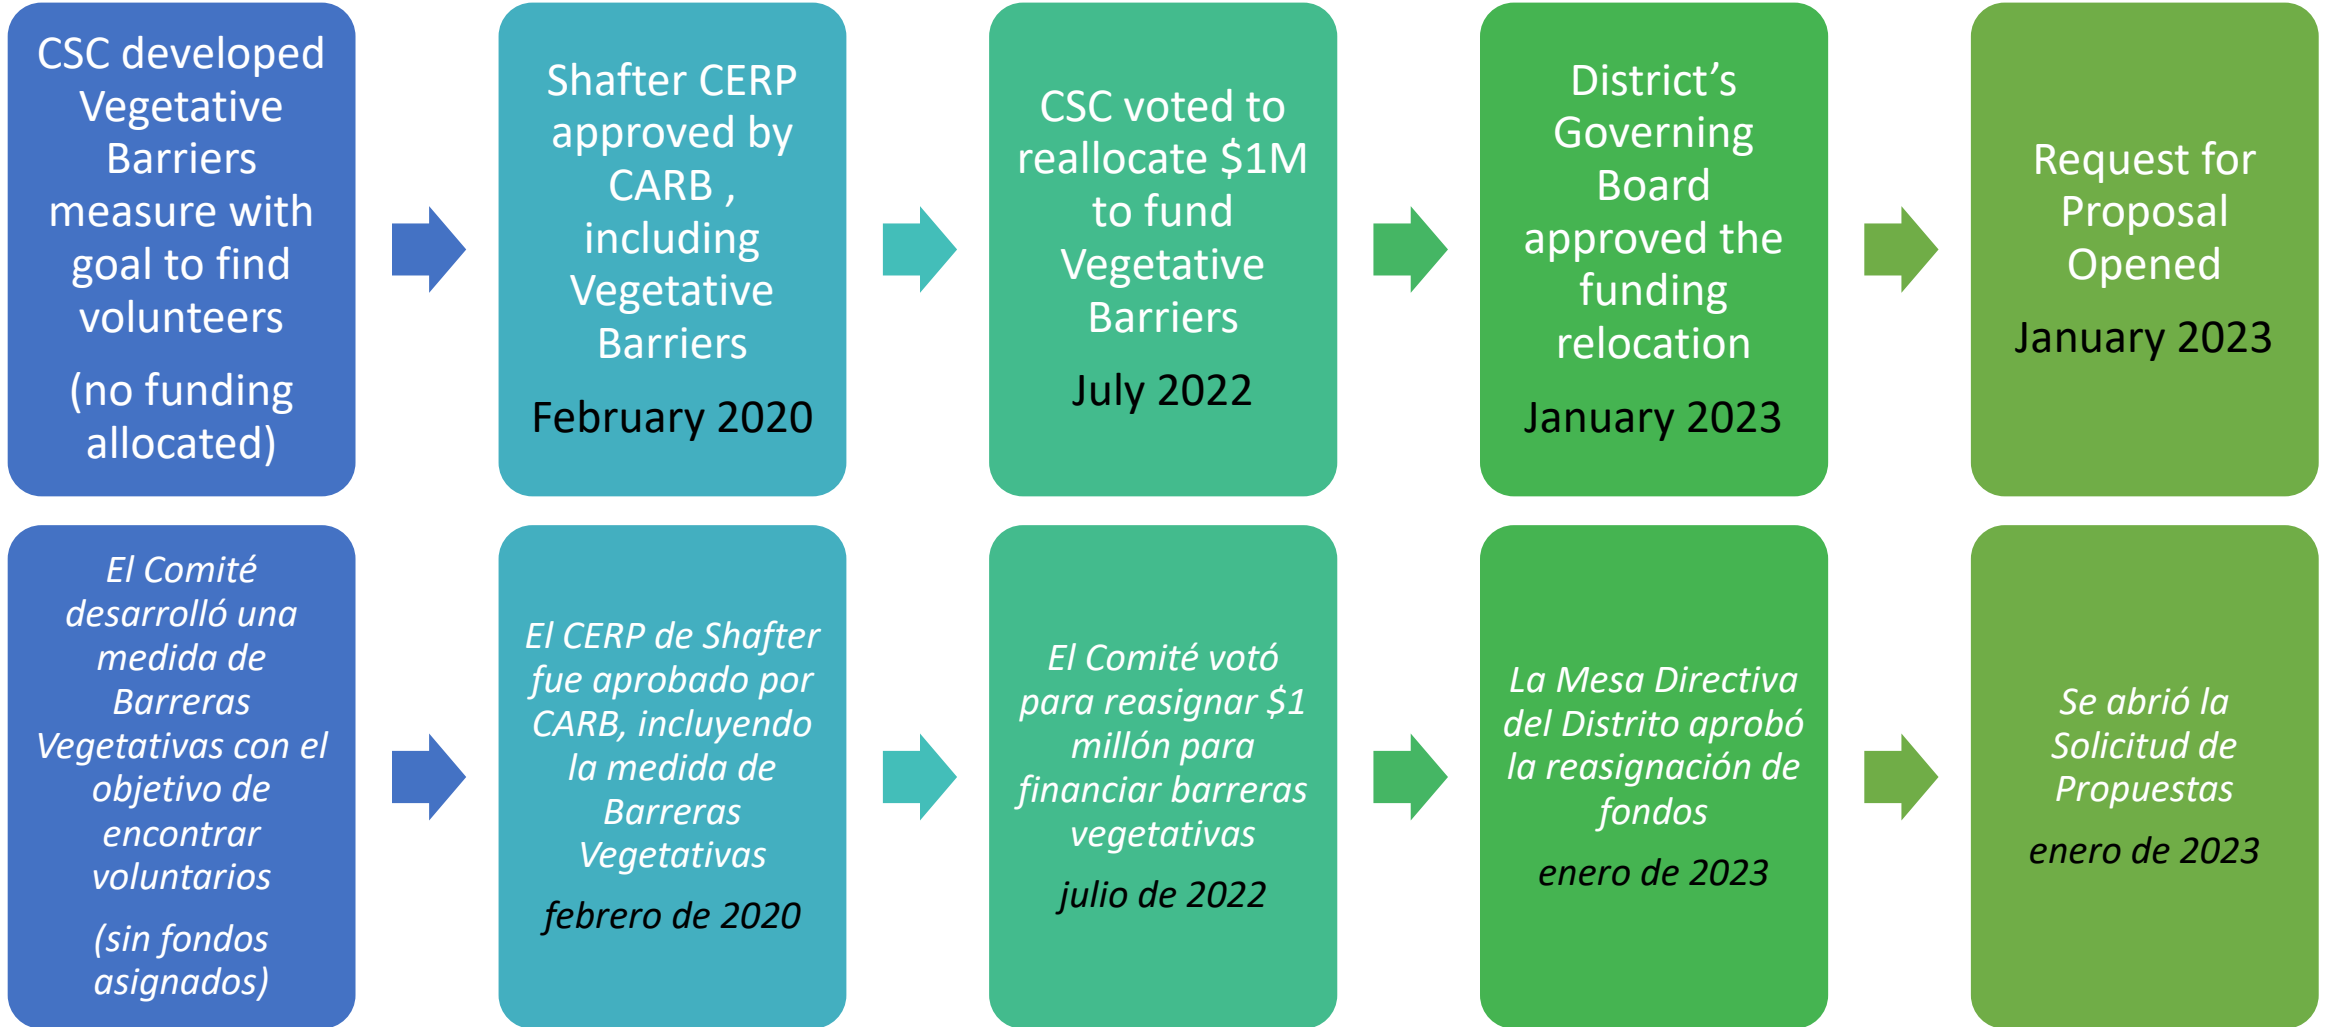 CSC developed
Vegetative
Barriers
measure with
goal to find
volunteers
(no funding
allocated)
Shafter CERP
approved by
CARB ,
including
Vegetative
Barriers
February 2020
CSC voted to
reallocate $1M
to fund
Vegetative
Barriers
July 2022
District’s
Governing
Board
approved the
funding
relocation
January 2023
Request for
Proposal
Opened
January 2023
El Comité
desarrolló una
medida de
Barreras
Vegetativas con el
objetivo de
encontrar
voluntarios
(sin fondos
asignados)
El CERP de Shafter
fue aprobado por
CARB, incluyendo
la medida de
Barreras
Vegetativas
febrero de 2020
El Comité votó
para reasignar $1
millón para
financiar barreras
vegetativas
julio de 2022
La Mesa Directiva
del Distrito aprobó
la reasignación de
fondos
enero de 2023
Se abrió la
Solicitud de
Propuestas
enero de 2023